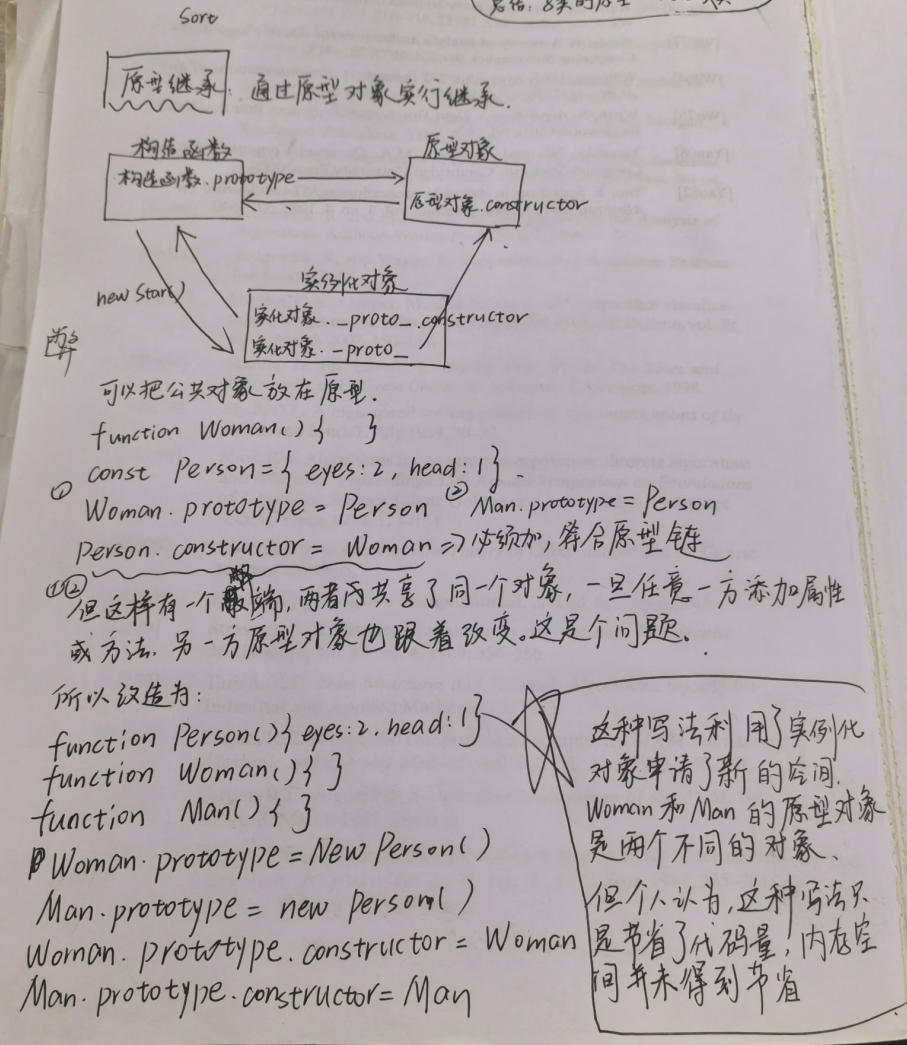 Sort
原型继承：通过原型对象实行继承.
构造函数
原型对象
构造函数.prototype
原型对象.constructor
new Star()
实例化对象
实化对象._proto_.constructor
实化对象._proto_
弊
可以把公共对象放在原型.
function Woman(){ }
const Person={ eyes:2, head:1}
① Woman.prototype = Person ② Man.prototype = Person
Person.constructor = Woman => 必须加,符合原型链
①② 但这样有一个弊端,两者都共享了同一个对象,一旦任意一方添加属性
或方法.另一方原型对象也跟着改变。这是个问题.
所以改造为:
function Person(){ eyes:2, head:1}
function Woman(){ }
function Man(){ }
Woman.prototype = New Person()
Man.prototype = new Person()
Woman.prototype.constructor = Woman
Man.prototype.constructor = Man
这种写法利用了实例化
对象申请了新的空间.
Woman和Man的原型对象
是两个不同的对象、
但个人认为,这种写法只
是节省了代码量,内存空
间并未得到节省